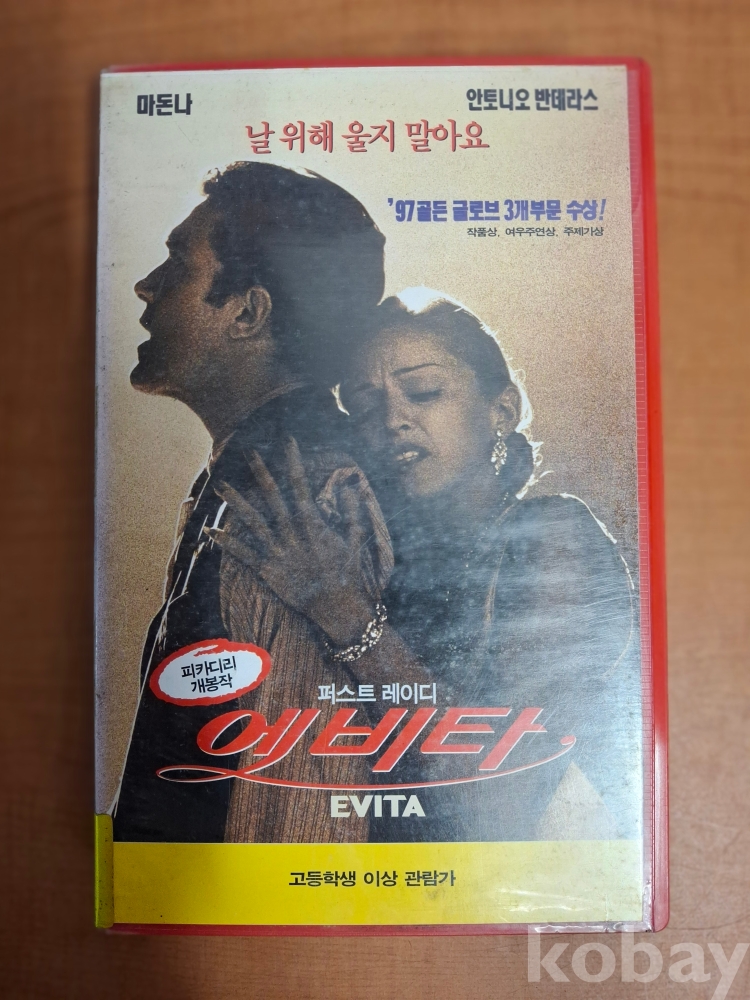 마돈나
안토니오 반데라스
날 위해 울지 말아요
'97 골든 글로브 3개부문 수상!
작품상, 여우주연상, 주제가상
피카디리
개봉작
퍼스트 레이디
에비타
EVITA
고등학생 이상 관람가
kobay